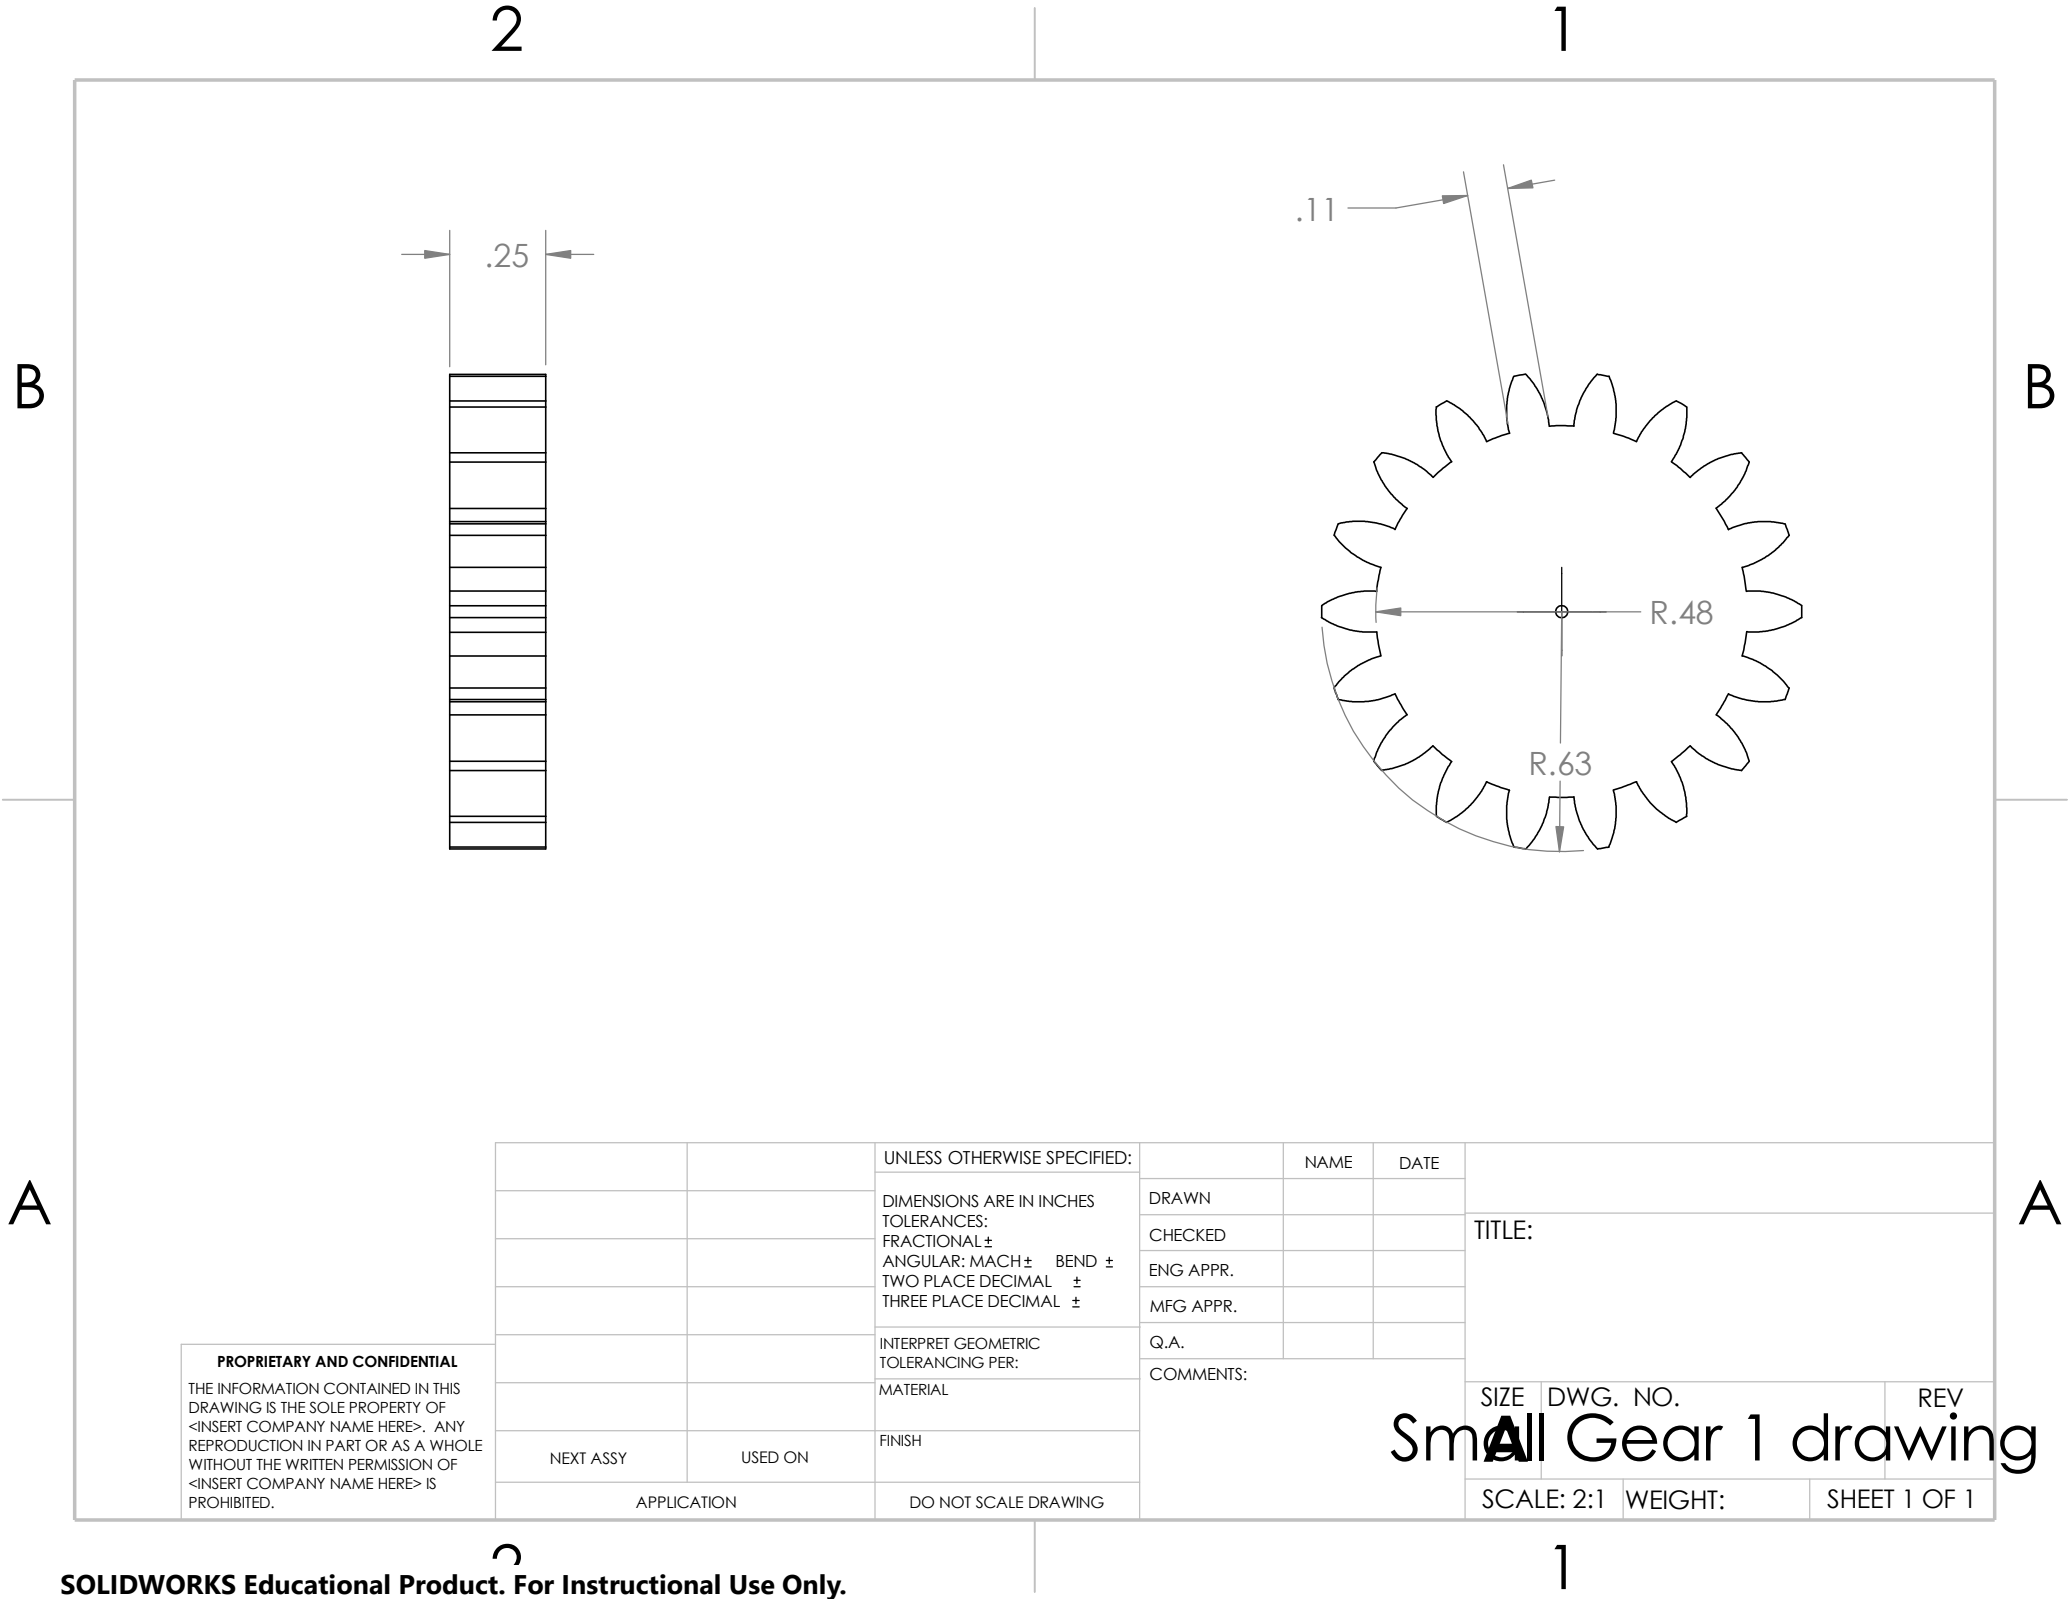 2
1
.11
.25
B
B
R.48
R.63
A
A
UNLESS OTHERWISE SPECIFIED:
DIMENSIONS ARE IN INCHES
TOLERANCES:
FRACTIONAL ±
ANGULAR: MACH ± BEND ±
TWO PLACE DECIMAL ±
THREE PLACE DECIMAL ±
INTERPRET GEOMETRIC
TOLERANCING PER:
MATERIAL
FINISH
DO NOT SCALE DRAWING
NAME
DATE
DRAWN
CHECKED
ENG APPR.
MFG APPR.
Q.A.
COMMENTS:
TITLE:
SIZE
DWG. NO.
REV
A
Small Gear 1 drawing
SCALE: 2:1
WEIGHT:
SHEET 1 OF 1
PROPRIETARY AND CONFIDENTIAL
THE INFORMATION CONTAINED IN THIS
DRAWING IS THE SOLE PROPERTY OF
<INSERT COMPANY NAME HERE>. ANY
REPRODUCTION IN PART OR AS A WHOLE
WITHOUT THE WRITTEN PERMISSION OF
<INSERT COMPANY NAME HERE> IS
PROHIBITED.
NEXT ASSY
USED ON
APPLICATION
2
1
SOLIDWORKS Educational Product. For Instructional Use Only.